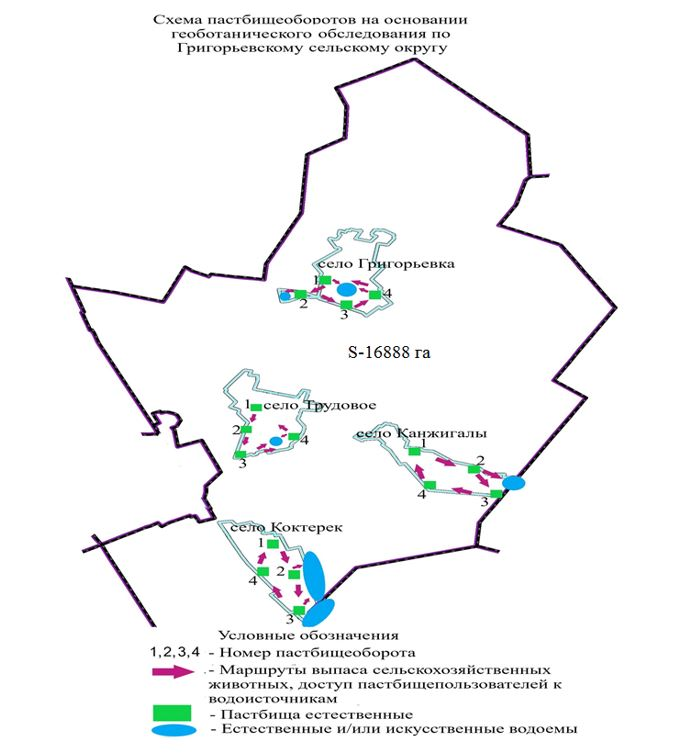 Схема пастбищеоборотов на основании
геоботанического обследования по
Григорьевскому сельскому округу
село Григорьевка
1
2
4
3
S-16888 га
1 село Трудовое
2
4
3
село Канжигалы
1
2
4
3
село Коктерек
1
2
4
3
Условные обозначения
1,2,3,4 - Номер пастбищеоборота
- Маршруты выпаса сельскохозяйственных
животных, доступ пастбищепользователей к
водоисточникам
- Пастбища естественные
- Естественные и/или искусственные водоемы